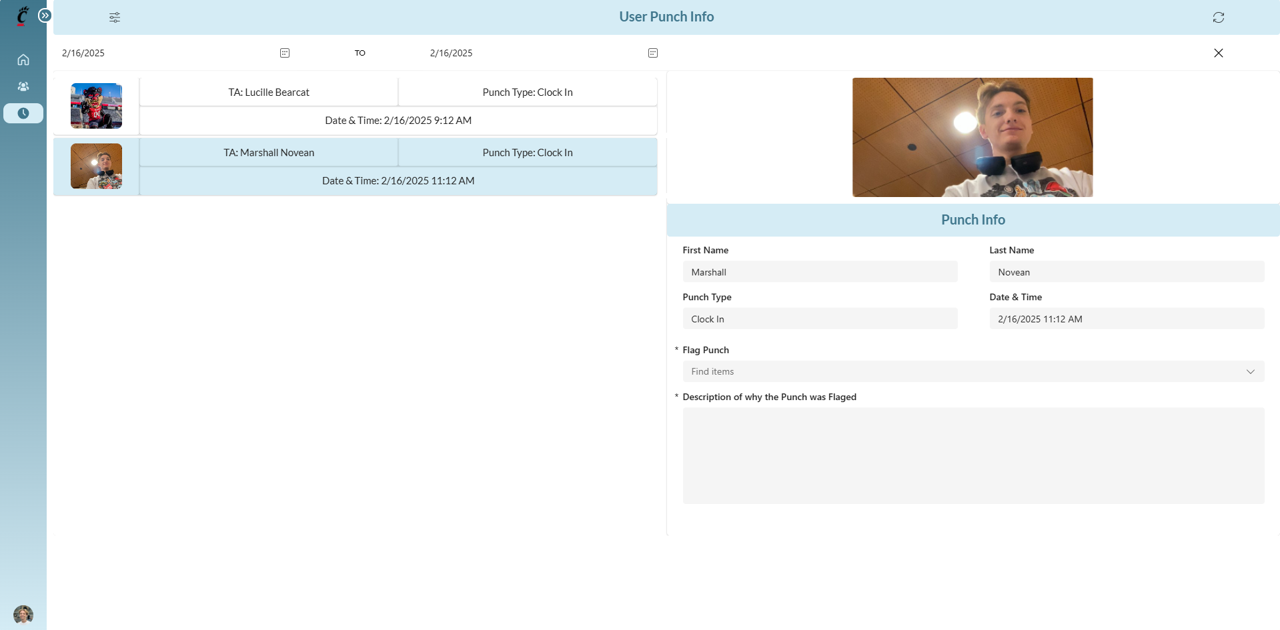 User Punch Info
2/16/2025 TO 2/16/2025
TA: Lucille Bearcat Punch Type: Clock In
Date & Time: 2/16/2025 9:12 AM
TA: Marshall Novean Punch Type: Clock In
Date & Time: 2/16/2025 11:12 AM
Punch Info
First Name Last Name
Marshall Novean
Punch Type Date & Time
Clock In 2/16/2025 11:12 AM
* Flag Punch
Find items
* Description of why the Punch was Flaged